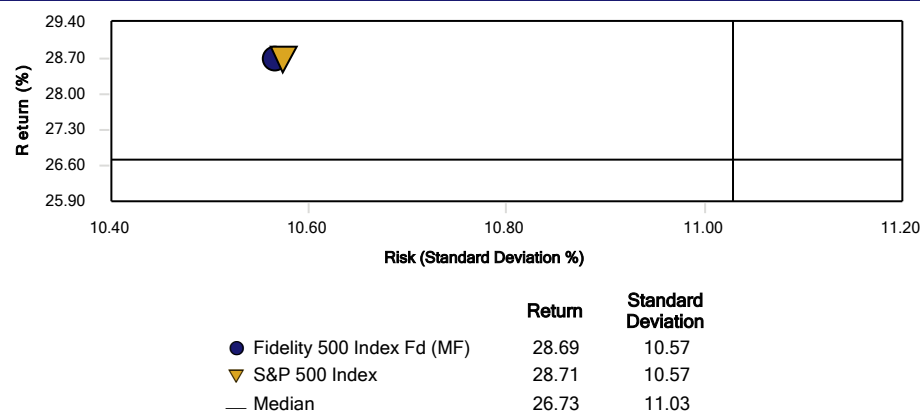 29.40
28.70
28.00
27.30
26.60
25.90
Return (%)
10.40 10.60 10.80 11.00 11.20
Risk (Standard Deviation %)
Return Standard Deviation
Fidelity 500 Index Fd (MF) 28.69 10.57
S&P 500 Index 28.71 10.57
Median 26.73 11.03